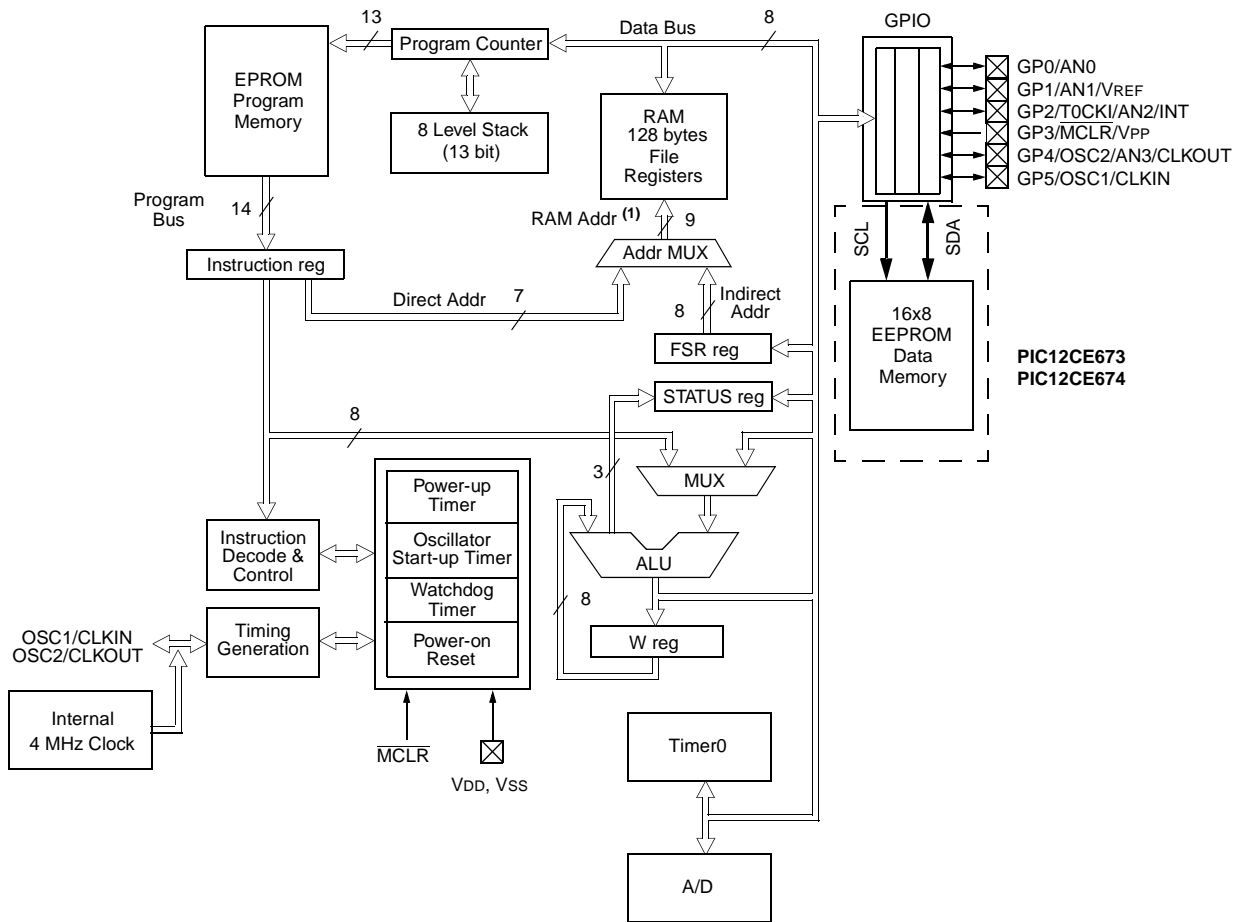 13
Data Bus
8
GPIO
EPROM
Program
Memory
Program Counter
8 Level Stack
(13 bit)
RAM
128 bytes
File
Registers
GP0/AN0
GP1/AN1/VREF
GP2/T0CKI/AN2/INT
GP3/MCLR/VPP
GP4/OSC2/AN3/CLKOUT
GP5/OSC1/CLKIN
Program
Bus
14
RAM Addr (1)
9
SCL
SDA
Instruction reg
Addr MUX
Direct Addr
7
8
Indirect
Addr
16x8
EEPROM
Data
Memory
PIC12CE673
PIC12CE674
FSR reg
STATUS reg
8
3
MUX
Power-up
Timer
Instruction
Decode &
Control
Oscillator
Start-up Timer
ALU
Watchdog
Timer
8
OSC1/CLKIN
OSC2/CLKOUT
Timing
Generation
Power-on
Reset
W reg
Internal
4 MHz Clock
MCLR
VDD, VSS
Timer0
A/D